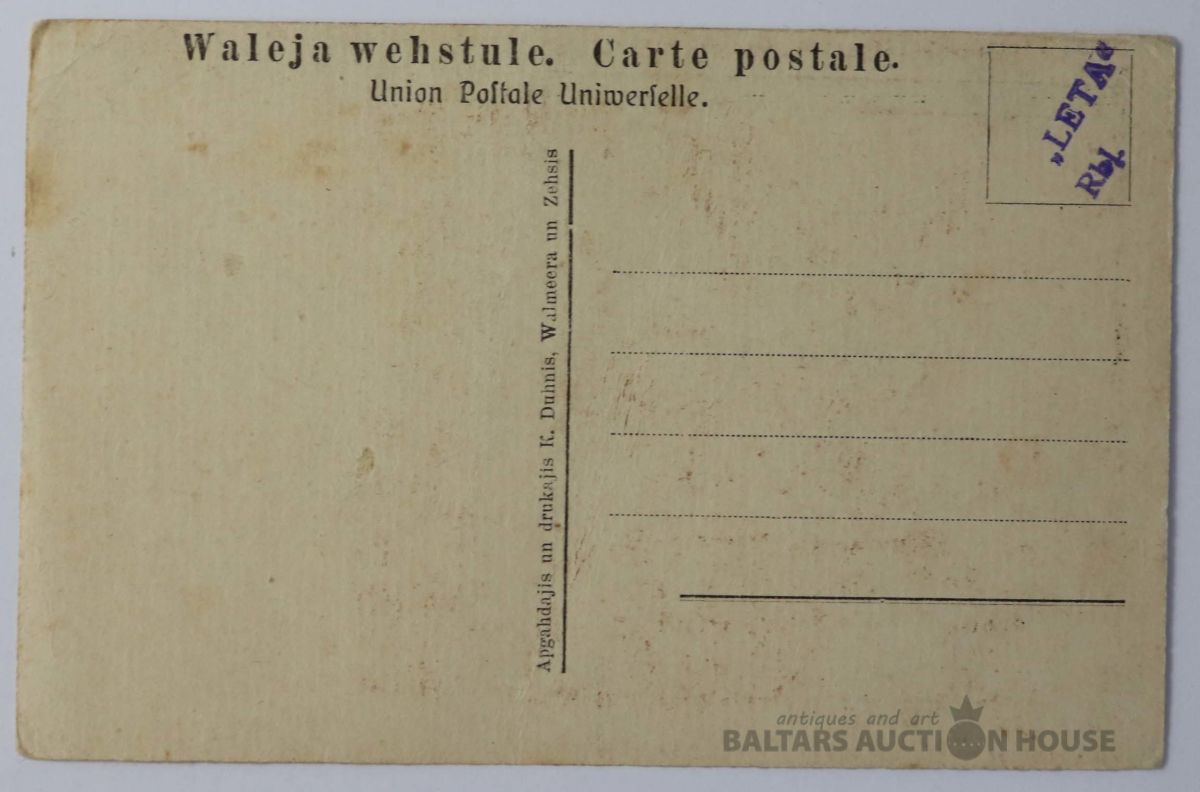 Waleja wehstule. Carte postale.
Union Poſtale Uniwerſelle.
„LETA“
Rbļ.
Apgahdajis un drukajis K. Duhnis, Walmeera un Zehsis
antiques and art
BALTARS AUCTION HOUSE